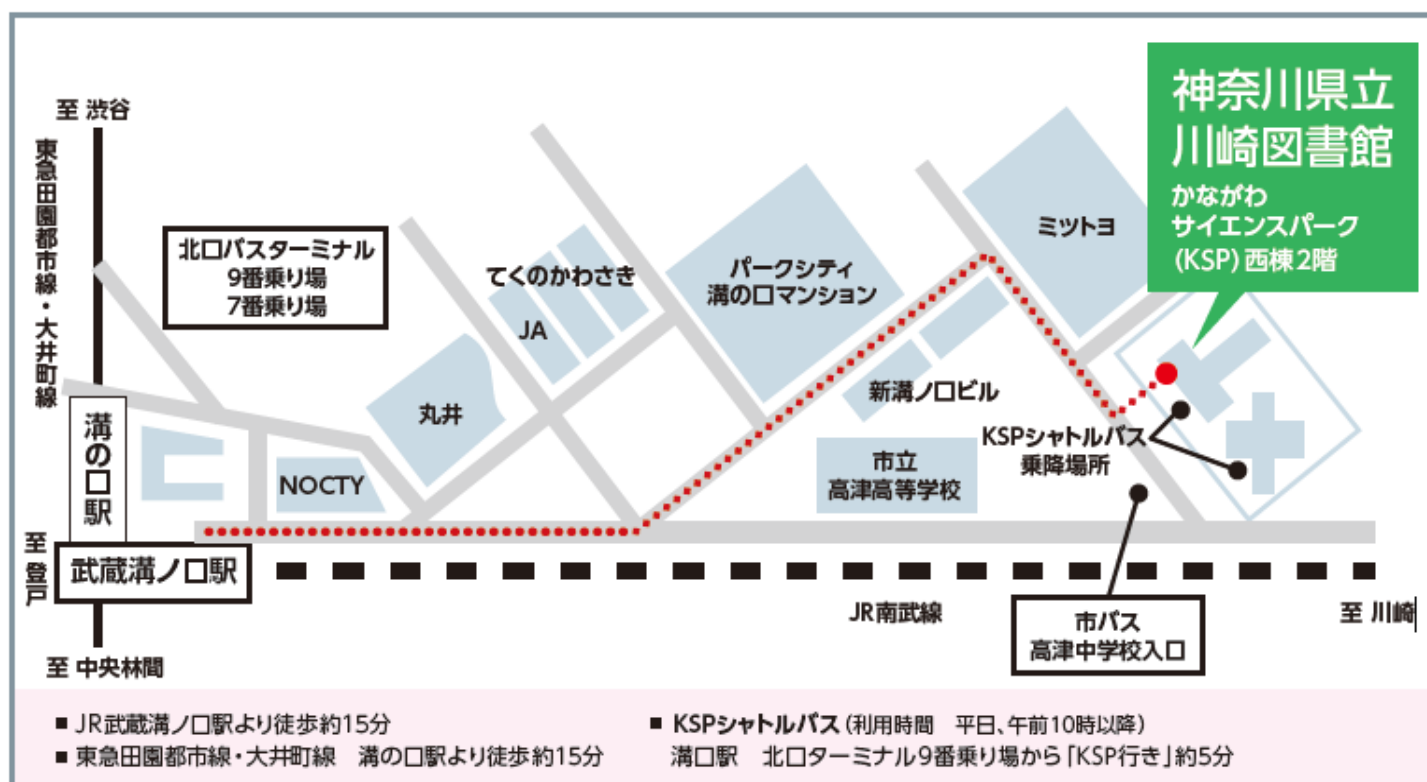 神奈川県立
川崎図書館
かながわ
サイエンスパーク
(KSP)西棟2階
至 渋谷
東急田園都市線・大井町線
北口バスターミナル
9番乗り場
7番乗り場
てくのかわさき
JA
パークシティ
溝の口マンション
ミツトヨ
丸井
新溝ノ口ビル
KSPシャトルバス
乗降場所
溝の口駅
NOCTY
市立
高津高等学校
至 登戸
武蔵溝ノ口駅
JR南武線
市バス
高津中学校入口
至 川崎
至 中央林間
■ JR武蔵溝ノ口駅より徒歩約15分
■ 東急田園都市線・大井町線 溝の口駅より徒歩約15分
■ KSPシャトルバス(利用時間 平日、午前10時以降)
溝口駅 北口ターミナル9番乗り場から「KSP行き」約5分